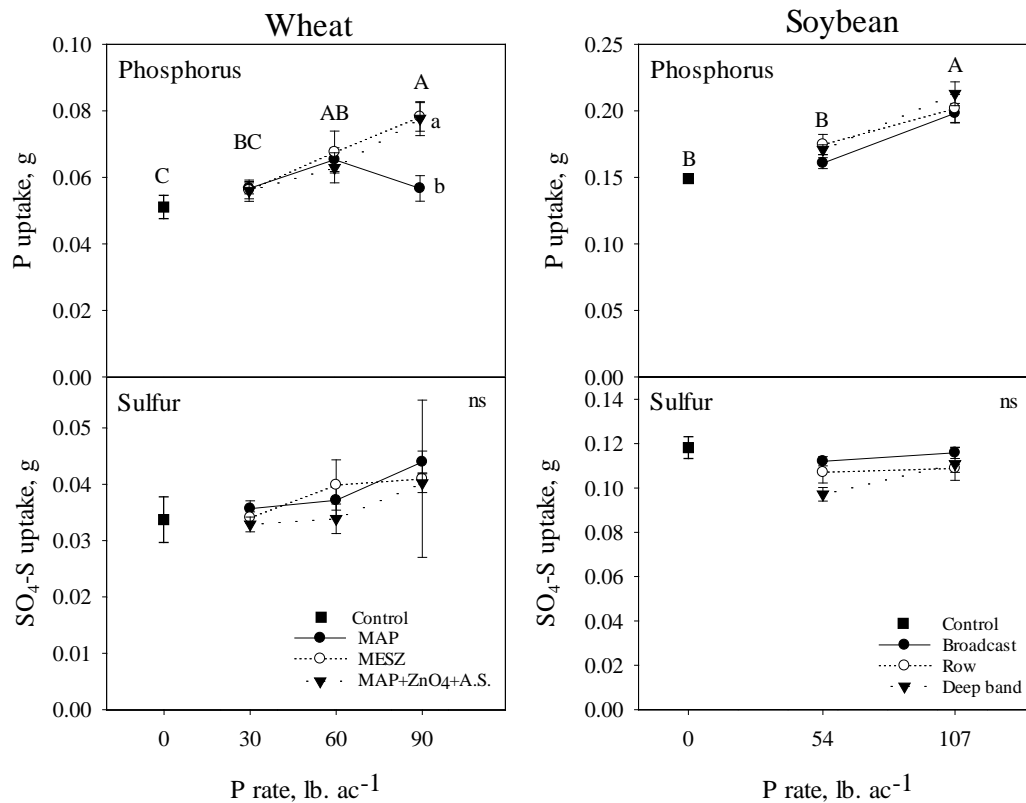 Wheat
Soybean
Phosphorus
C
BC
AB
A
a
b
P uptake, g
0.10
0.08
0.06
0.04
0.02
0.00
Phosphorus
B
B
A
P uptake, g
0.25
0.20
0.15
0.10
0.05
0.00
Sulfur
ns
SO4-S uptake, g
0.05
0.04
0.03
0.02
0.01
0.00
Control
MAP
MESZ
MAP+ZnO4+A.S.
0
30
60
90
P rate, lb. ac-1
Sulfur
ns
SO4-S uptake, g
0.14
0.12
0.10
0.08
0.06
0.04
0.02
0.00
Control
Broadcast
Row
Deep band
0
54
107
P rate, lb. ac-1